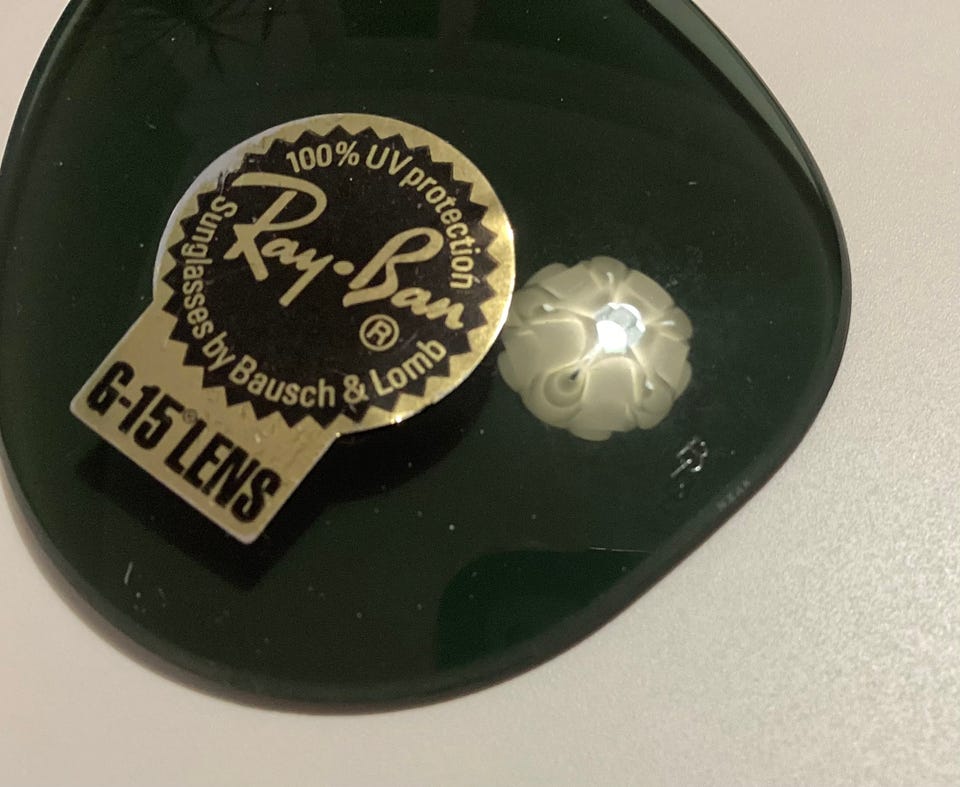 100% UV protection
Ray-Ban®
Sunglasses by Bausch & Lomb
G-15® LENS